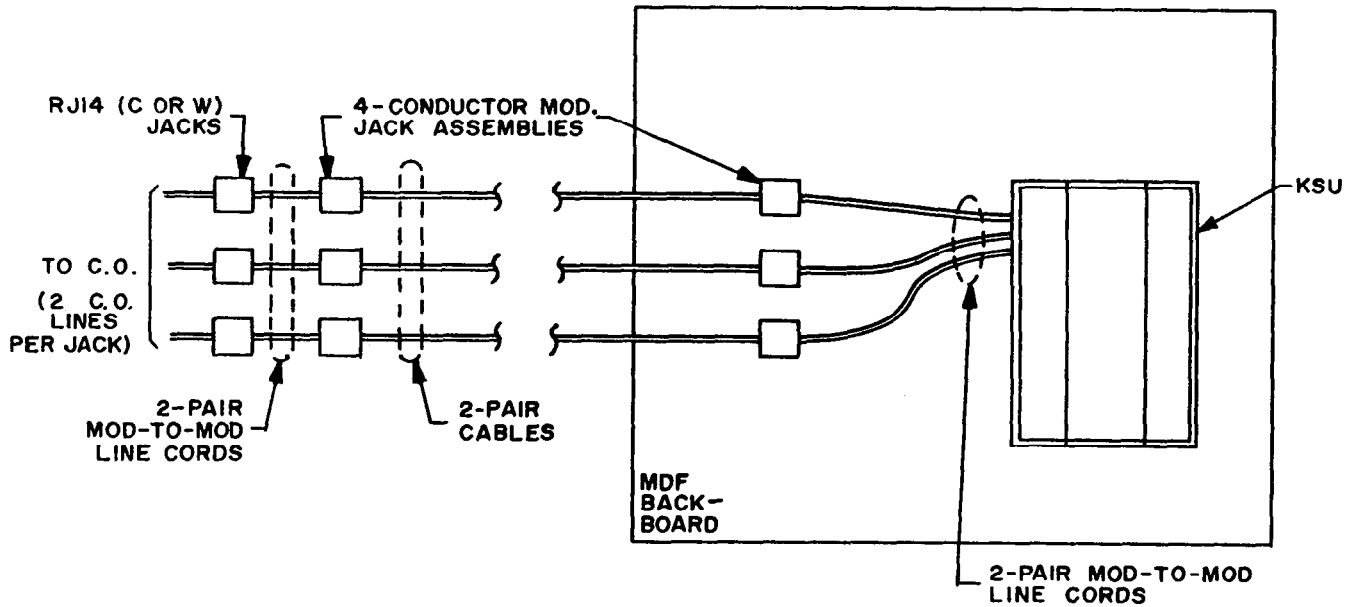 RJ14 (C OR W)
JACKS
4-CONDUCTOR MOD.
JACK ASSEMBLIES
KSU
TO C.O.
(2 C.O.
LINES
PER JACK)
2-PAIR
MOD-TO-MOD
LINE CORDS
2-PAIR
CABLES
MDF
BACK-
BOARD
2-PAIR MOD-TO-MOD
LINE CORDS